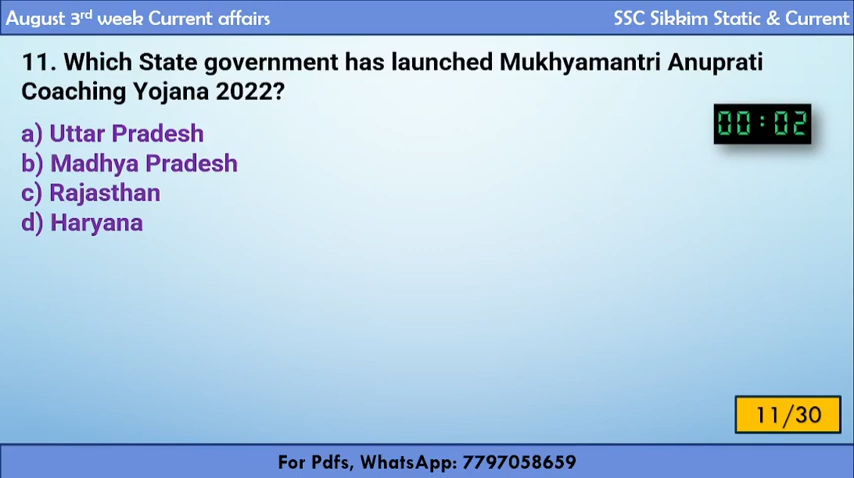 August 3rd week Current affairs
SSC Sikkim Static & Current
11. Which State government has launched Mukhyamantri Anuprati
Coaching Yojana 2022?
00:02
a) Uttar Pradesh
b) Madhya Pradesh
c) Rajasthan
d) Haryana
11/30
For Pdfs, WhatsApp: 7797058659